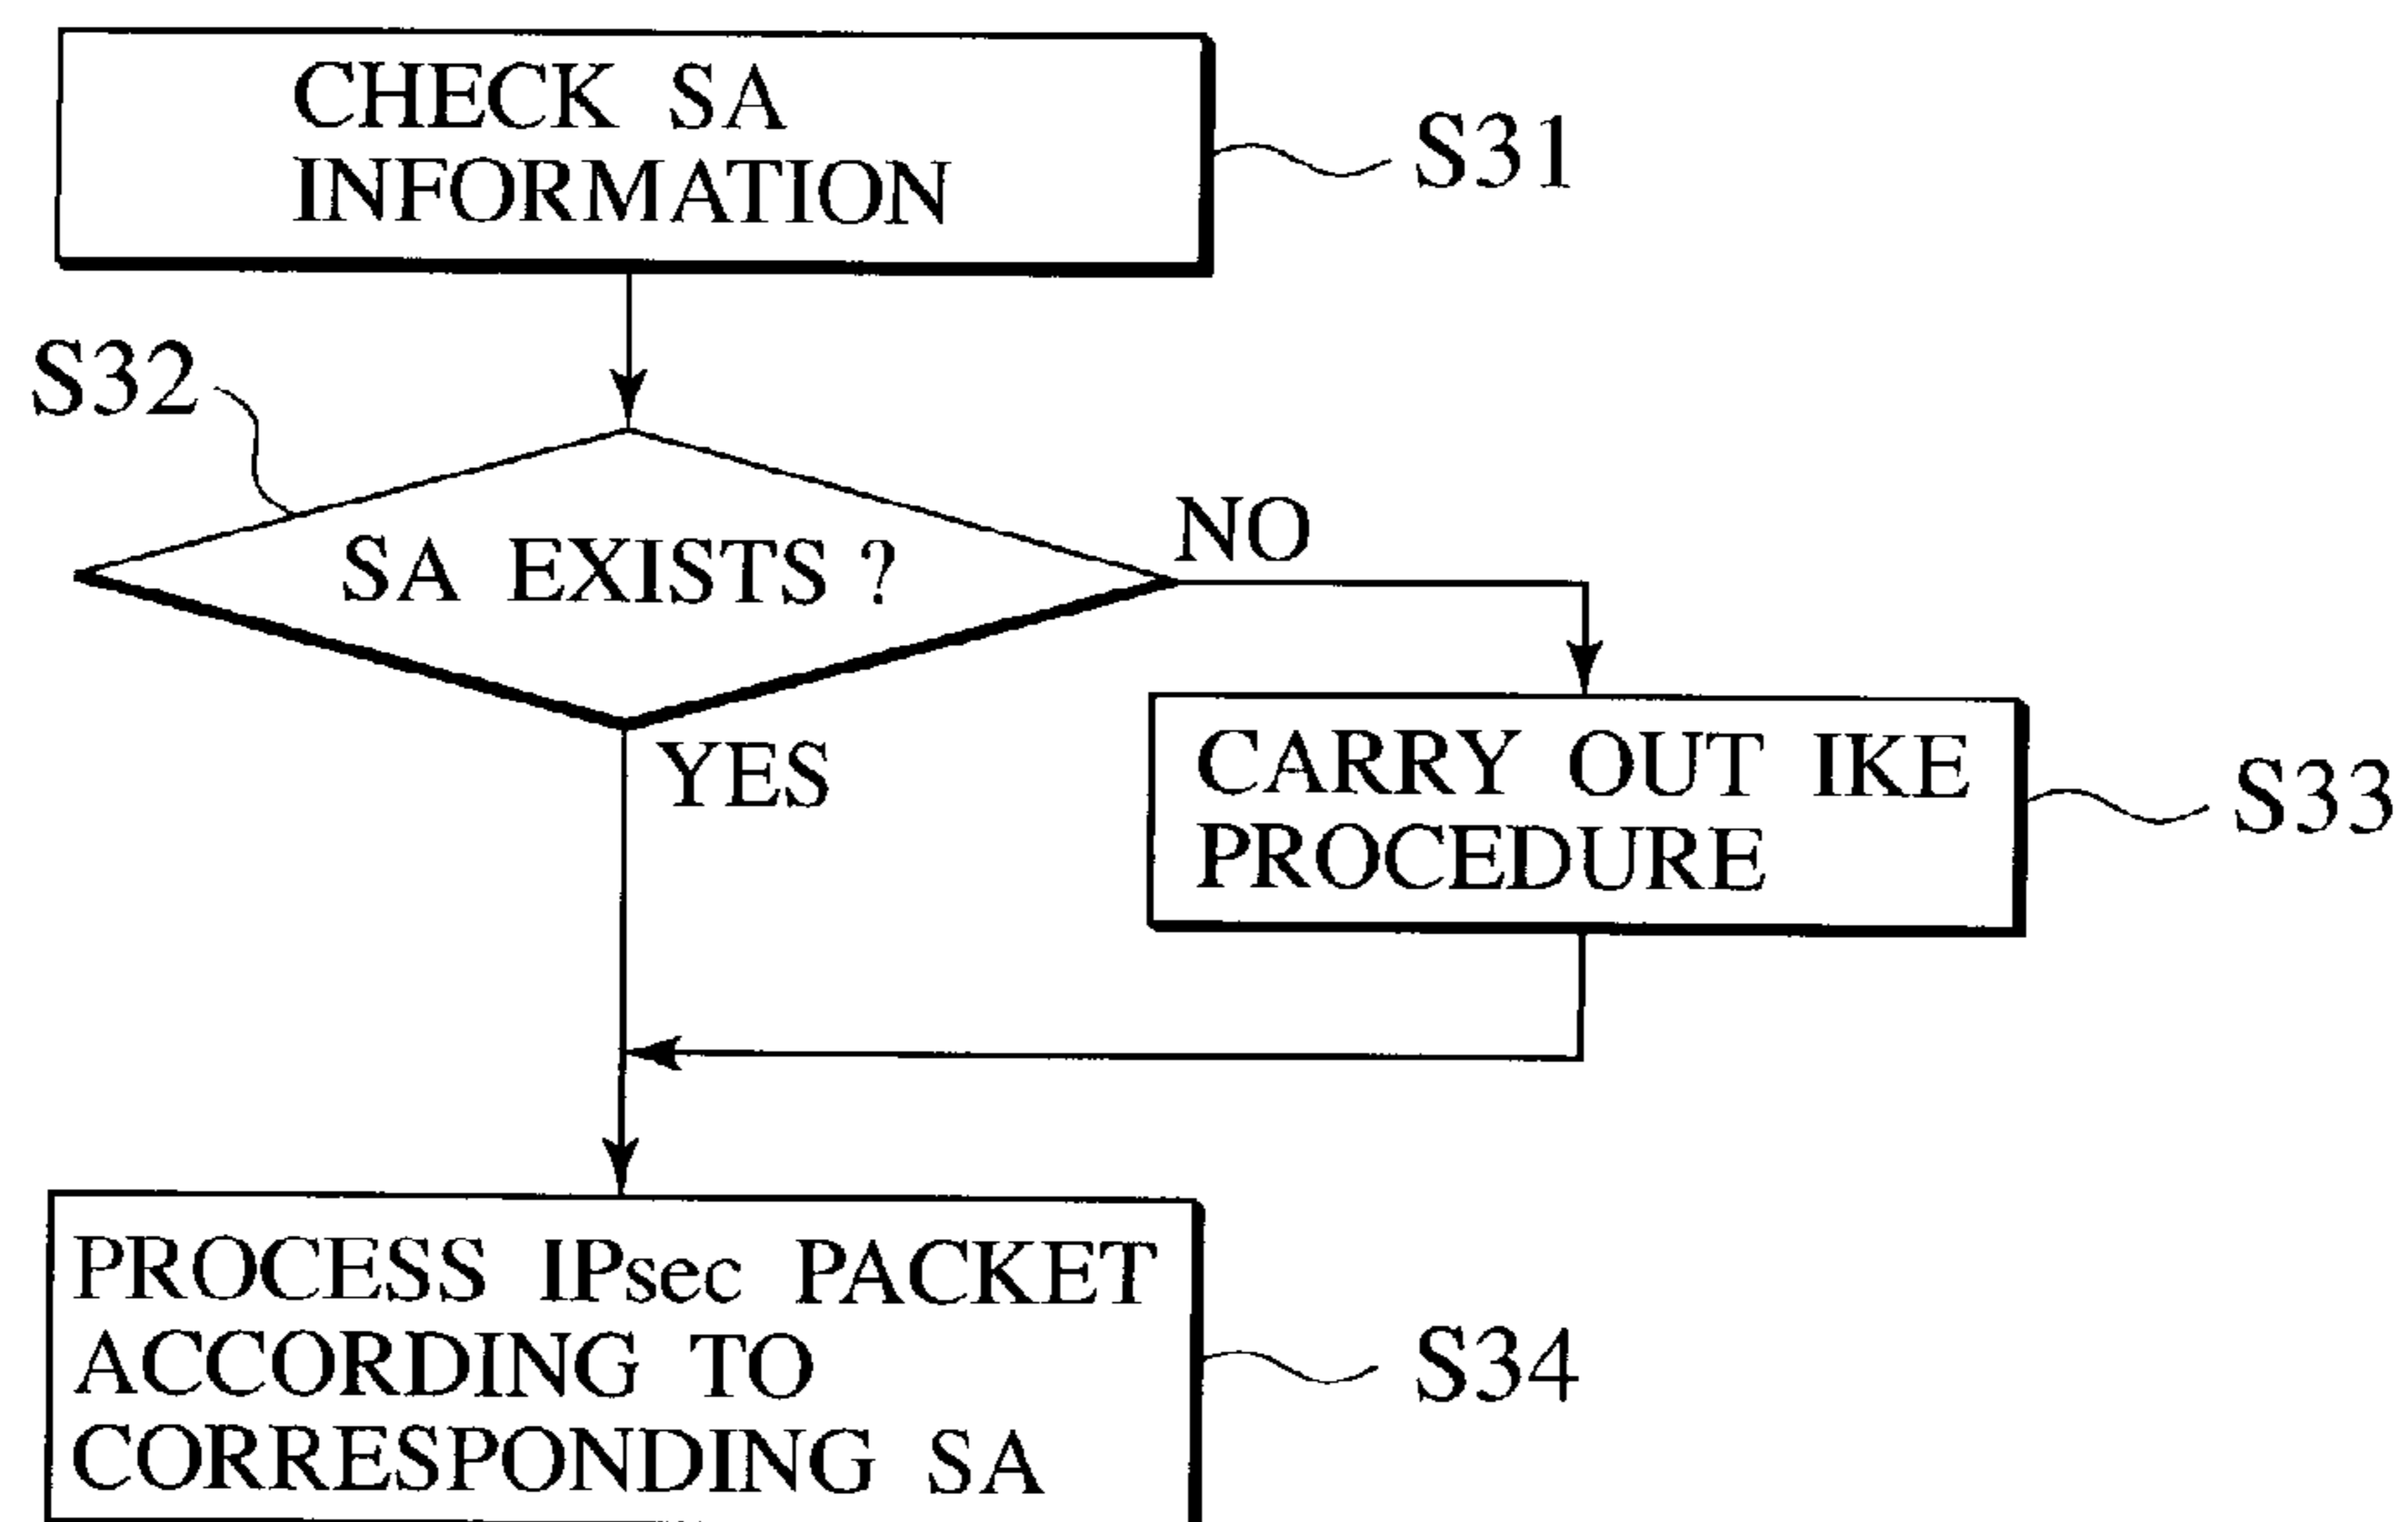 CHECK SA
INFORMATION
S31
S32
SA EXISTS ?
NO
YES
CARRY OUT IKE
PROCEDURE
S33
PROCESS IPsec PACKET
ACCORDING TO
CORRESPONDING SA
S34